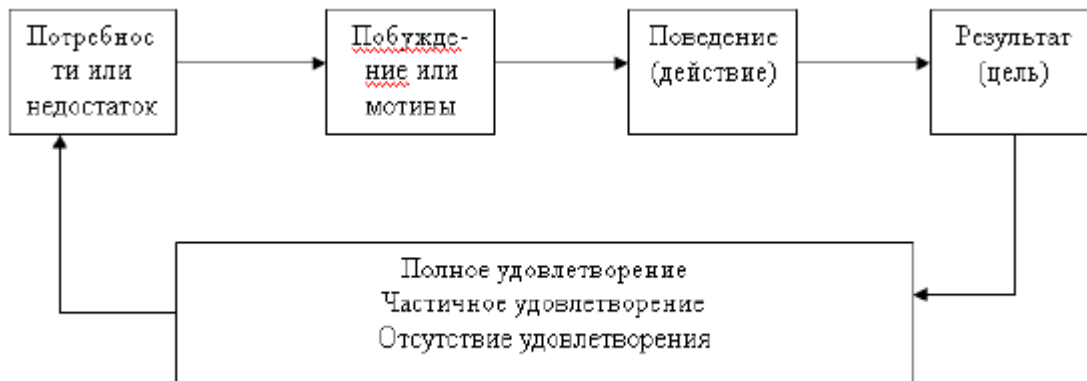 Потребнос
ти или
недостаток
Побужде-
ние или
мотивы
Поведение
(действие)
Результат
(цель)
Полное удовлетворение
Частичное удовлетворение
Отсутствие удовлетворения